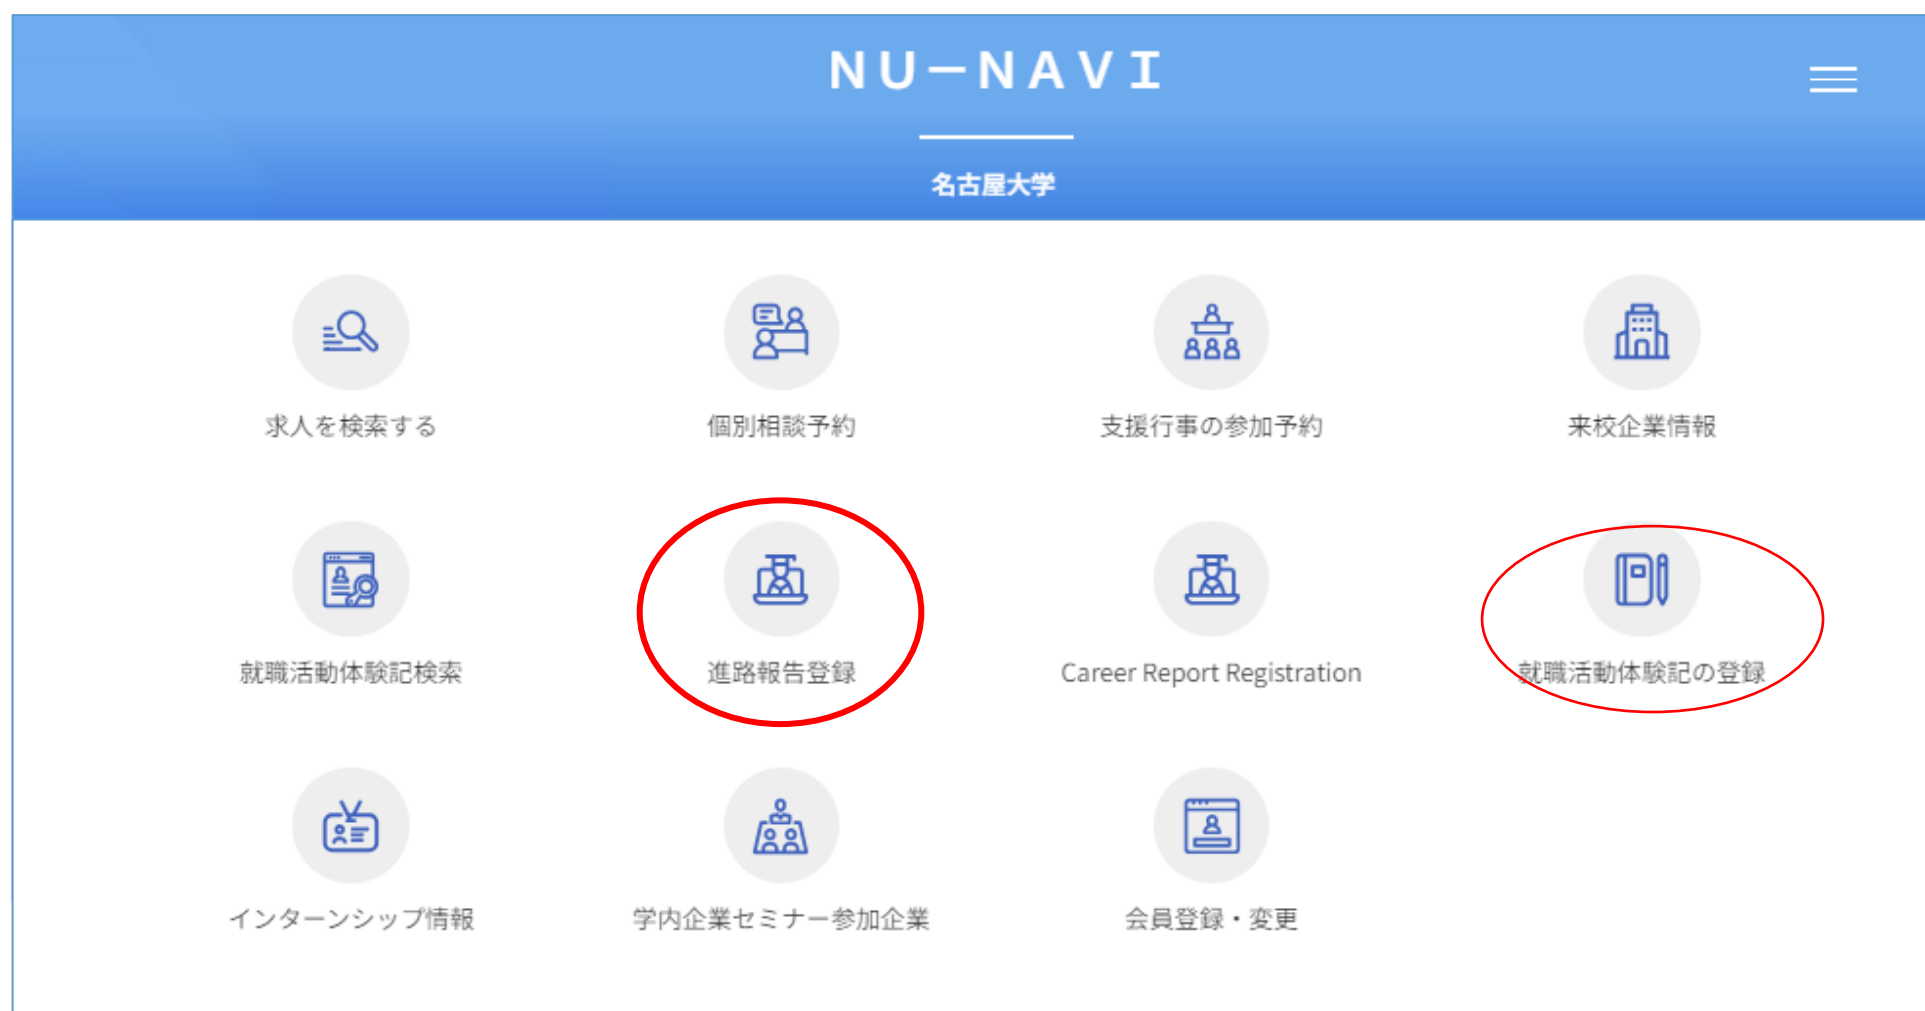 NU－NAVI
名古屋大学
求人を検索する
個別相談予約
支援行事の参加予約
来校企業情報
就職活動体験記検索
進路報告登録
Career Report Registration
就職活動体験記の登録
インターンシップ情報
学内企業セミナー参加企業
会員登録・変更